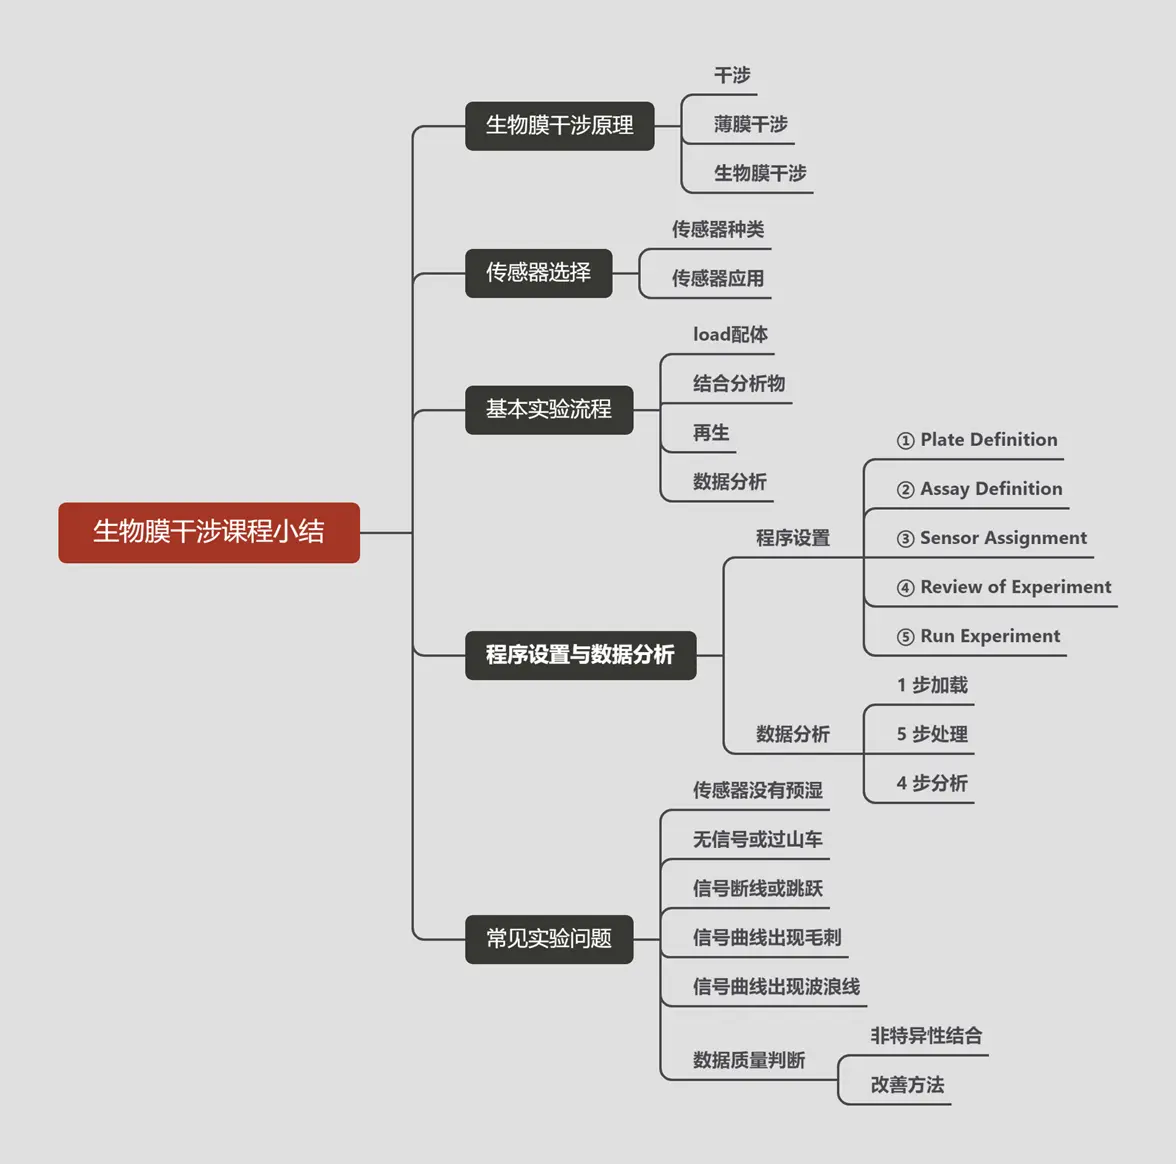 生物膜干涉课程小结
生物膜干涉原理
干涉
薄膜干涉
生物膜干涉
传感器选择
传感器种类
传感器应用
基本实验流程
load配体
结合分析物
再生
数据分析
程序设置与数据分析
程序设置
① Plate Definition
② Assay Definition
③ Sensor Assignment
④ Review of Experiment
⑤ Run Experiment
数据分析
1 步加载
5 步处理
4 步分析
常见实验问题
传感器没有预湿
无信号或过山车
信号断线或跳跃
信号曲线出现毛刺
信号曲线出现波浪线
数据质量判断
非特异性结合
改善方法